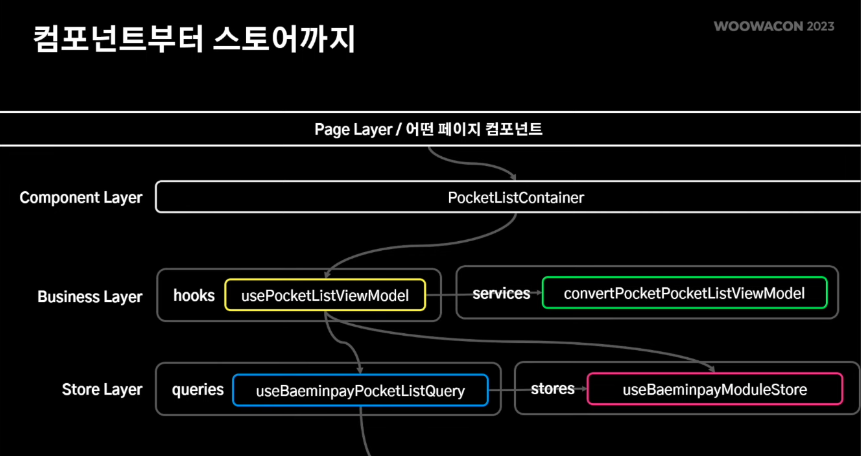 컴포넌트부터 스토어까지
WOOWACON 2023
Page Layer / 어떤 페이지 컴포넌트
Component Layer
PocketListContainer
Business Layer
hooks
usePocketListViewModel
services
convertPocketPocketListViewModel
Store Layer
queries
useBaeminpayPocketListQuery
stores
useBaeminpayModuleStore